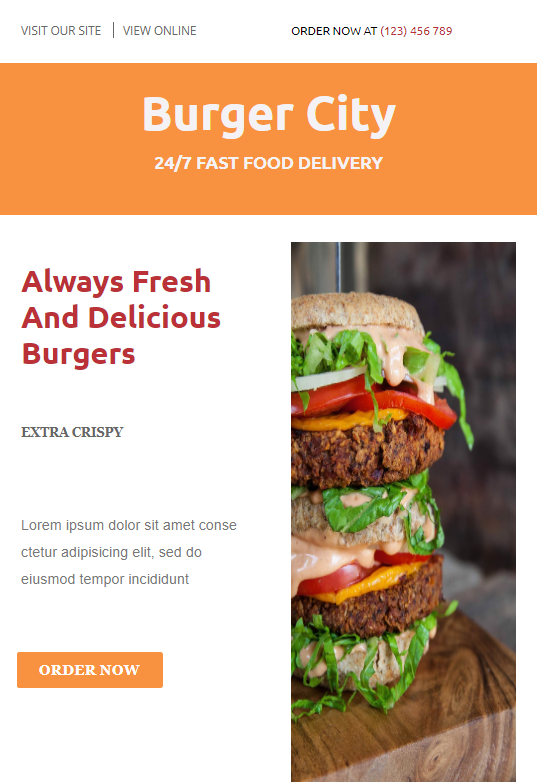 VISIT OUR SITE | VIEW ONLINE
ORDER NOW AT (123) 456 789
Burger City
24/7 FAST FOOD DELIVERY
Always Fresh
And Delicious
Burgers
EXTRA CRISPY
Lorem ipsum dolor sit amet conse
ctetur adipisicing elit, sed do
eiusmod tempor incididunt
ORDER NOW